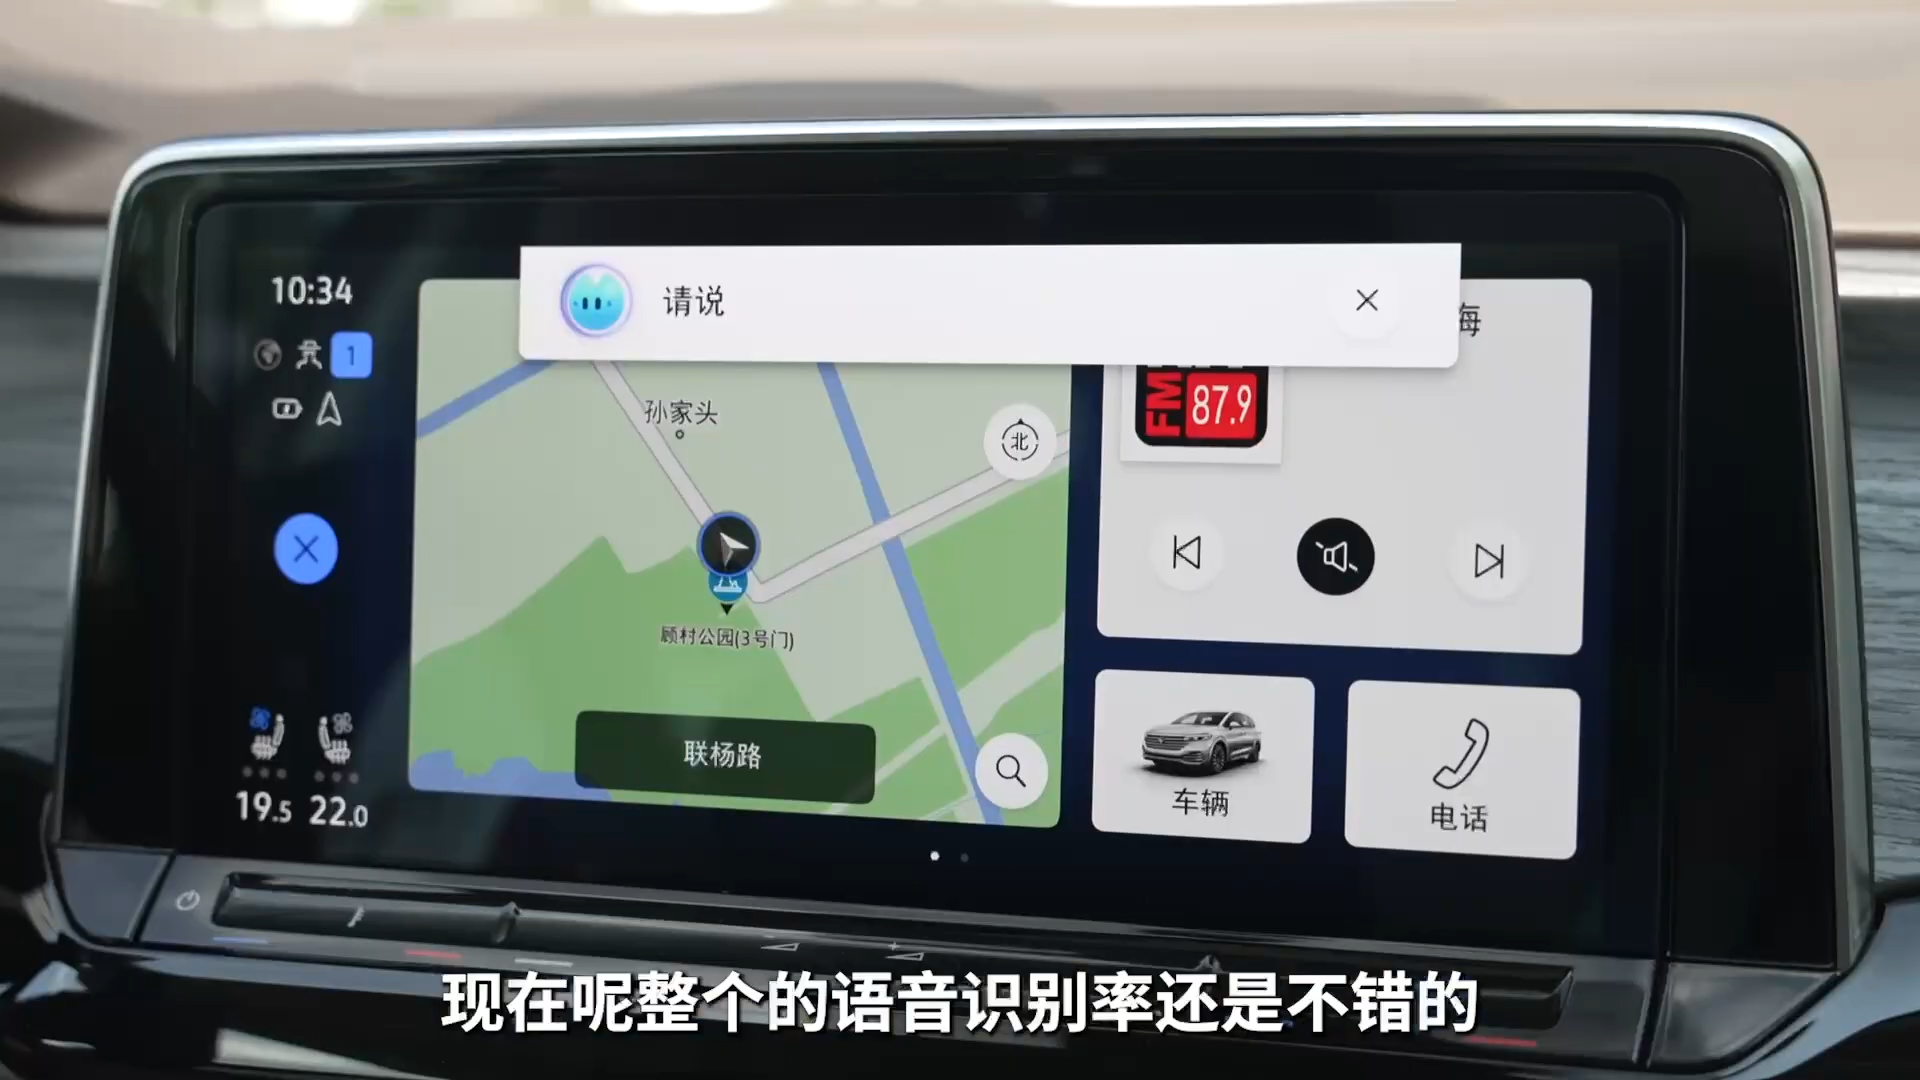 10:34
1
请说
海
孙家头
北
FM 87.9
顾村公园(3号门)
联杨路
车辆
电话
19.5 22.0
现在呢整个的语音识别率还是不错的